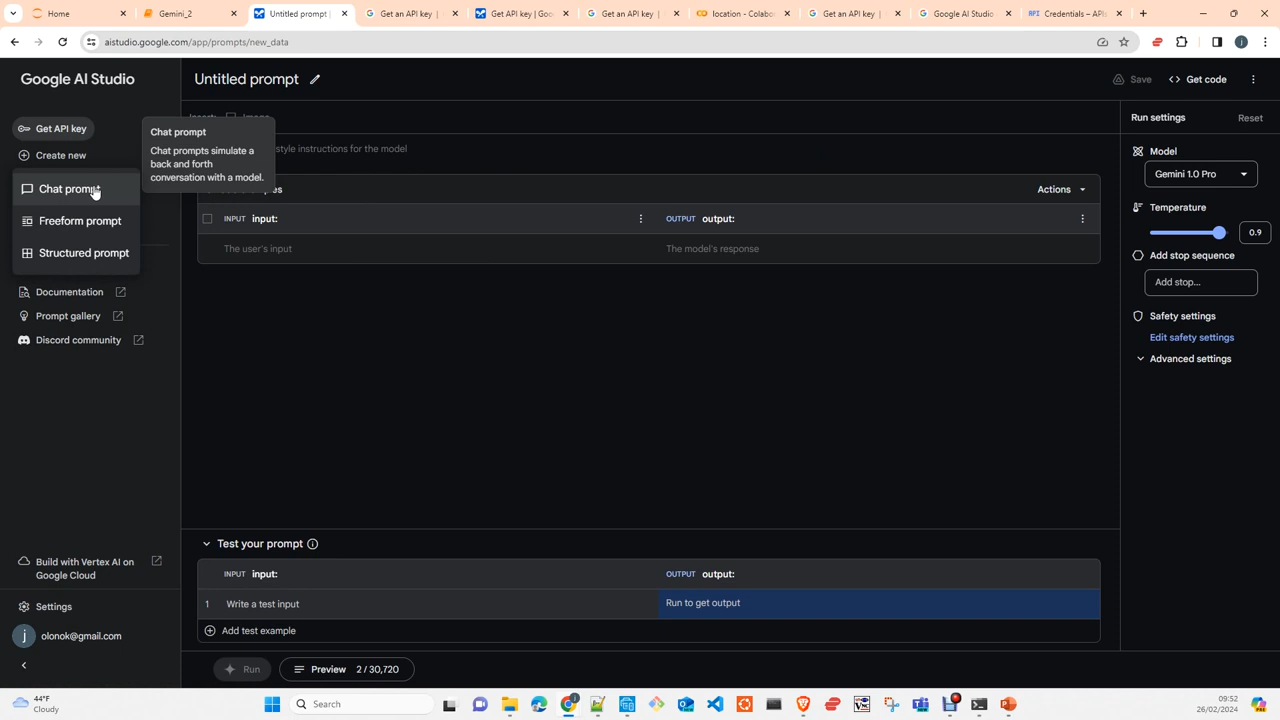 Home
Gemini_2
Untitled prompt |
Get an API key |
Get API key | Goo
Get an API key |
location - Colabo
Get an API key |
Google AI Studio
API Credentials – APIs
aistudio.google.com/app/prompts/new_data
Google AI Studio
Untitled prompt
Save
Get code
Get API key
Create new
Chat prompt
Freeform prompt
Structured prompt
Chat prompt
Chat prompts simulate a
back and forth
conversation with a model.
style instructions for the model
Actions
INPUT input:
OUTPUT output:
The user's input
The model's response
Documentation
Prompt gallery
Discord community
Build with Vertex AI on
Google Cloud
Settings
j olonok@gmail.com
Test your prompt
INPUT input:
OUTPUT output:
1 Write a test input
Run to get output
Add test example
Run
Preview 2 / 30,720
Run settings
Reset
Model
Gemini 1.0 Pro
Temperature
0.9
Add stop sequence
Add stop...
Safety settings
Edit safety settings
Advanced settings
44°F
Cloudy
Search
09:52
26/02/2024